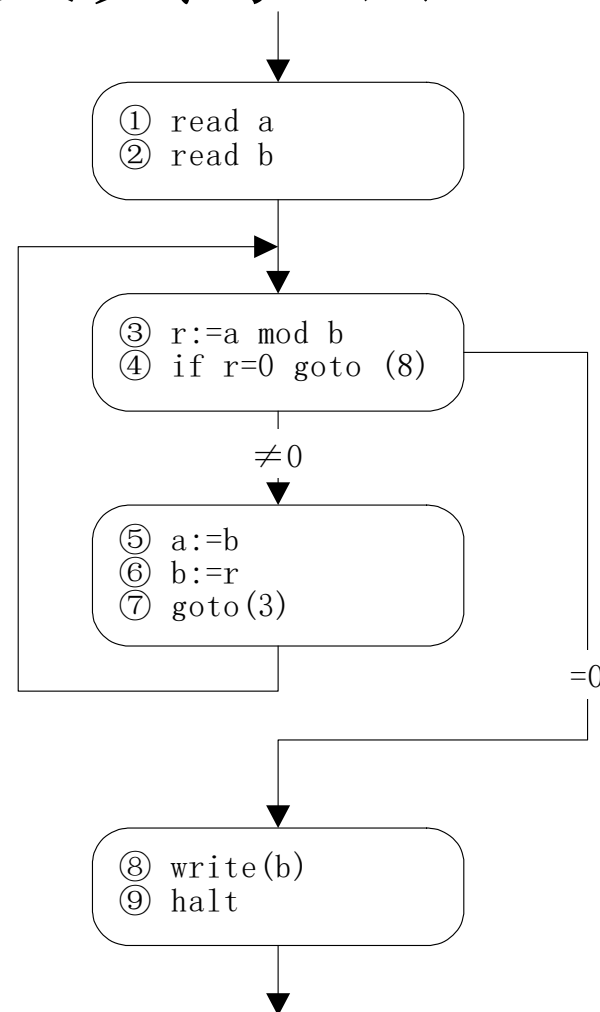 ① read a
② read b
③ r:=a mod b
④ if r=0 goto (8)
≠0
⑤ a:=b
⑥ b:=r
⑦ goto(3)
=0
⑧ write(b)
⑨ halt